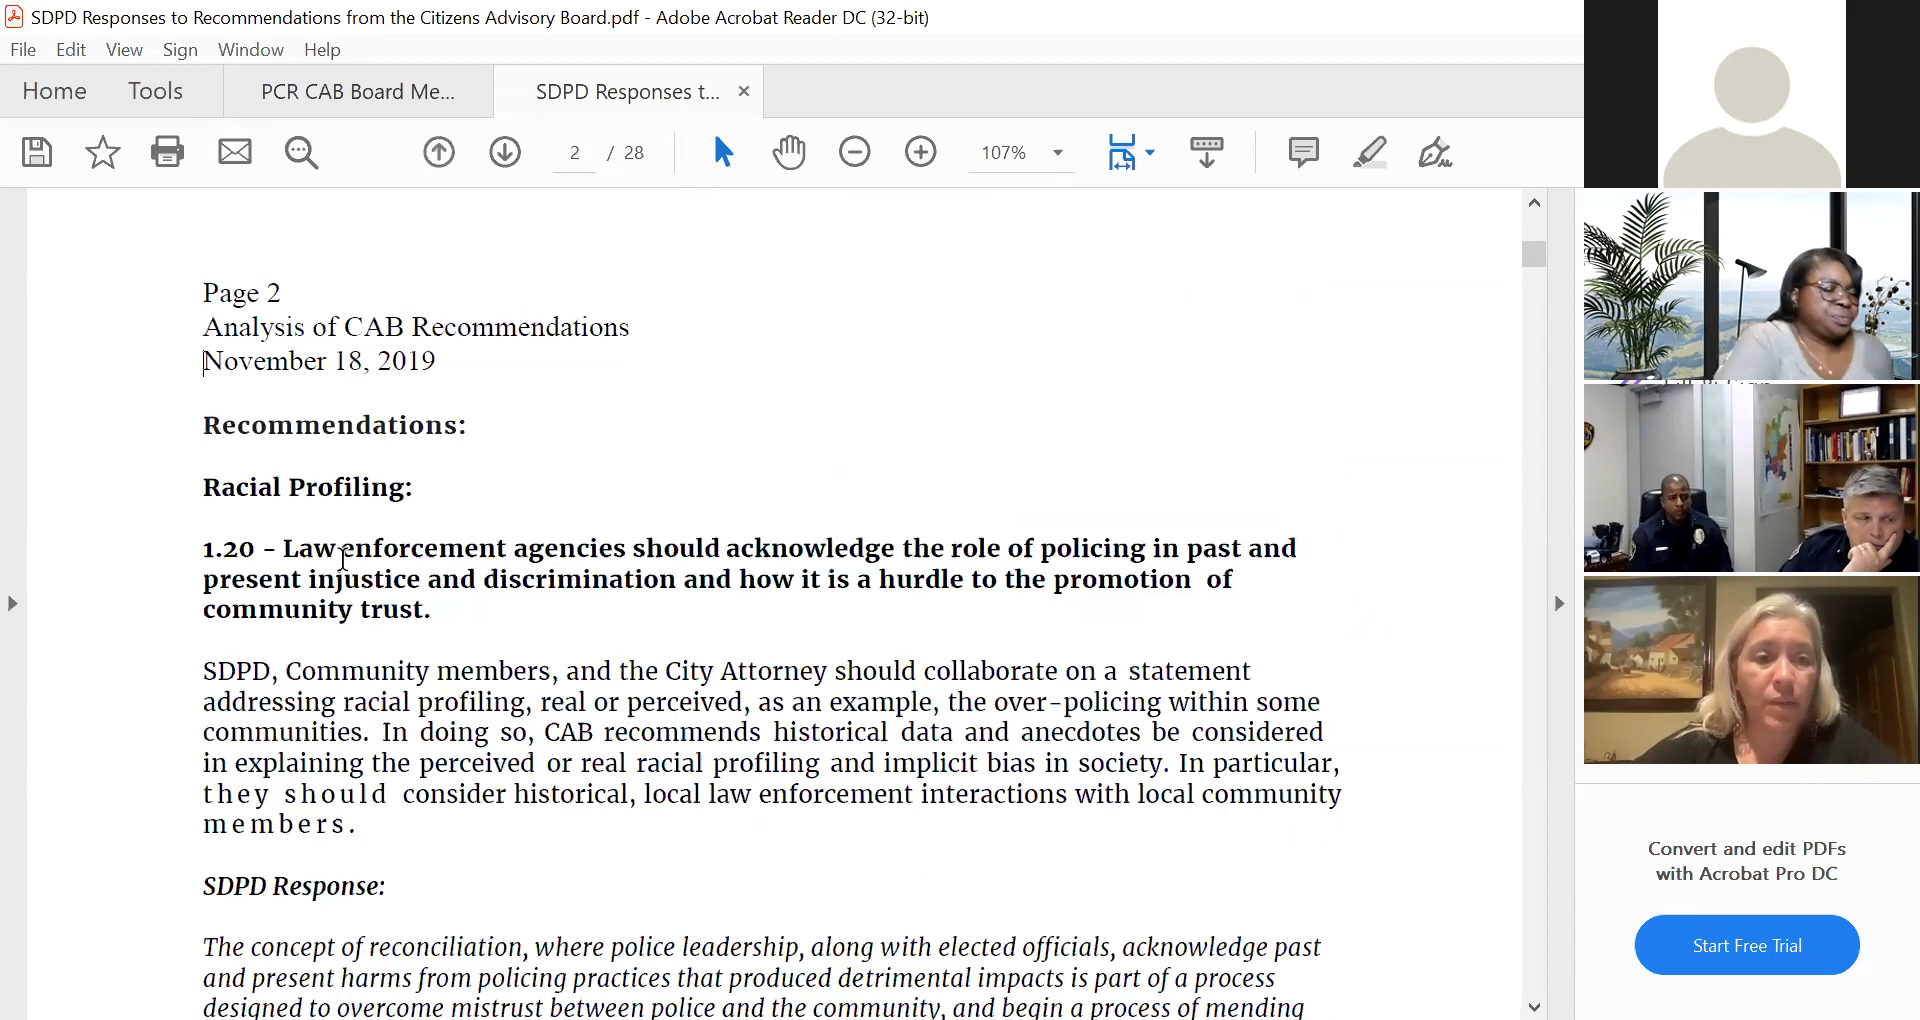 SDPD Responses to Recommendations from the Citizens Advisory Board.pdf - Adobe Acrobat Reader DC (32-bit)
File Edit View Sign Window Help
Home Tools PCR CAB Board Me... SDPD Responses t... ×
2 / 28 107%
Page 2
Analysis of CAB Recommendations
November 18, 2019
Recommendations:
Racial Profiling:
1.20 - Law enforcement agencies should acknowledge the role of policing in past and
present injustice and discrimination and how it is a hurdle to the promotion of
community trust.
SDPD, Community members, and the City Attorney should collaborate on a statement
addressing racial profiling, real or perceived, as an example, the over-policing within some
communities. In doing so, CAB recommends historical data and anecdotes be considered
in explaining the perceived or real racial profiling and implicit bias in society. In particular,
they should consider historical, local law enforcement interactions with local community
members.
SDPD Response:
The concept of reconciliation, where police leadership, along with elected officials, acknowledge past
and present harms from policing practices that produced detrimental impacts is part of a process
designed to overcome mistrust between police and the community, and begin a process of mending
Convert and edit PDFs
with Acrobat Pro DC
Start Free Trial